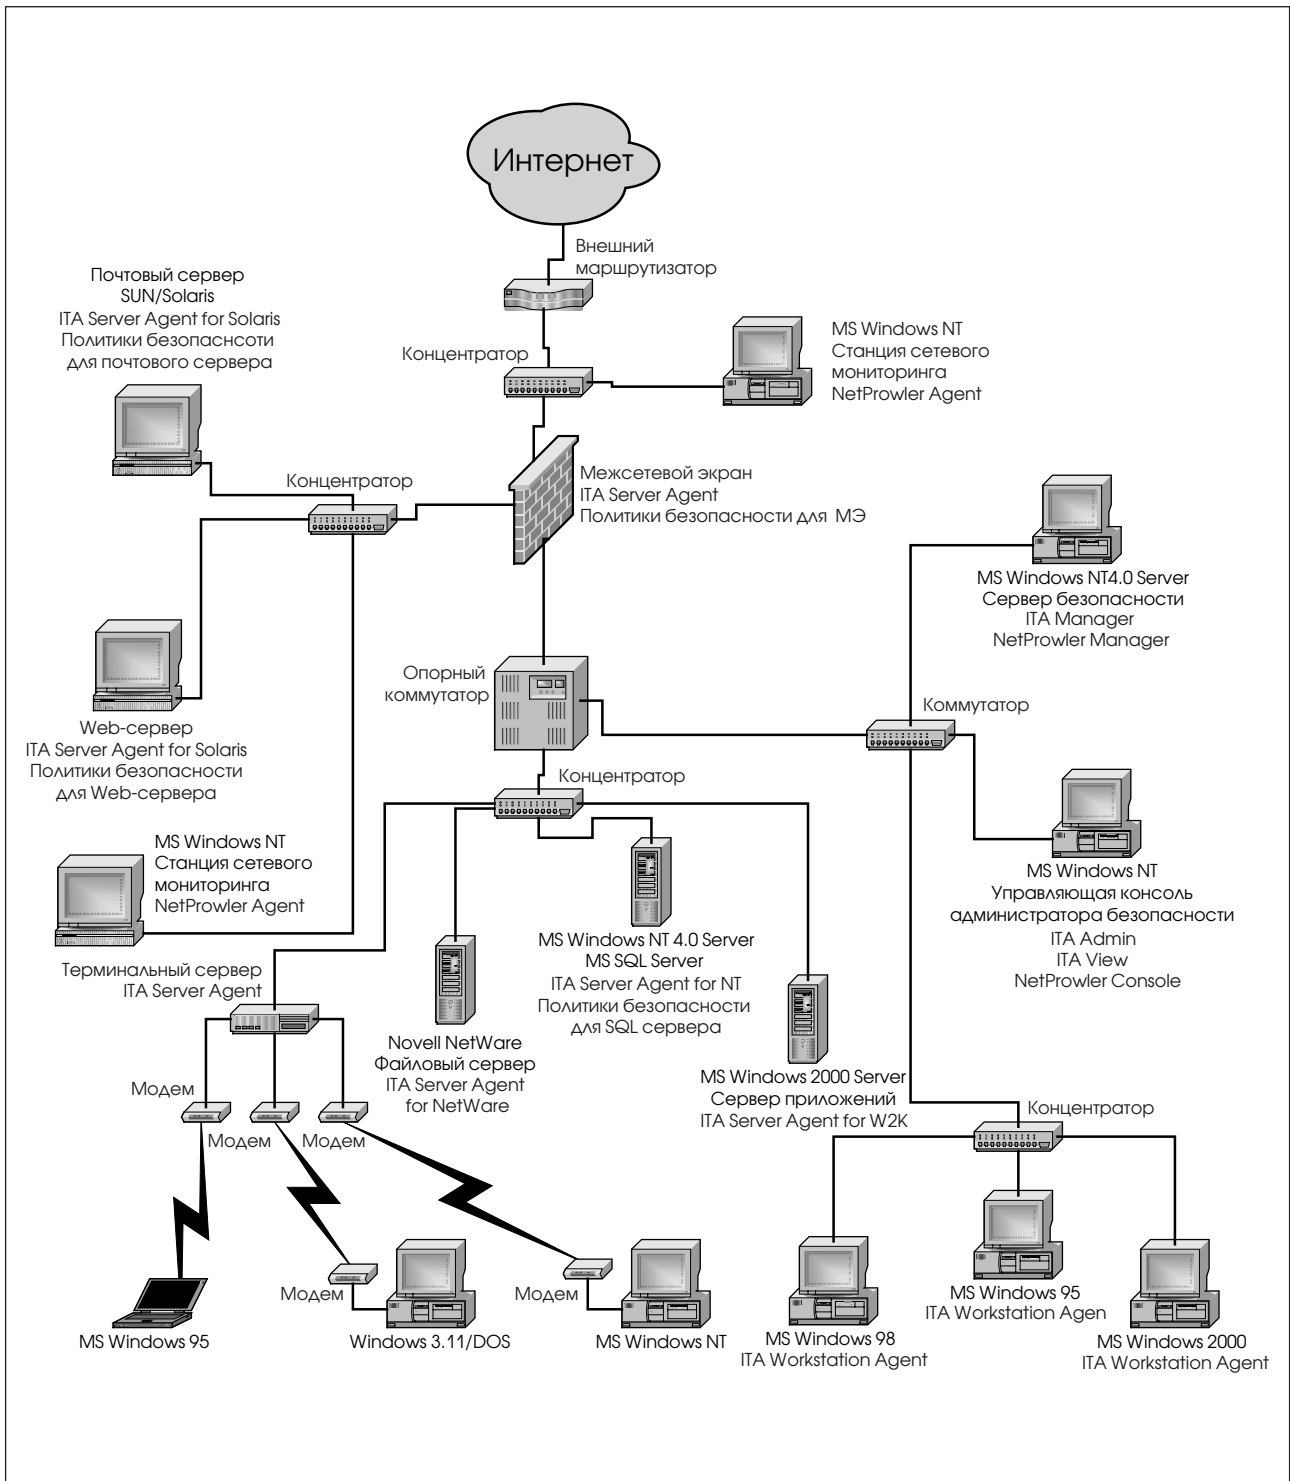 Интернет
Внешний
маршрутизатор
Почтовый сервер
SUN/Solaris
ITA Server Agent for Solaris
Политики безопаснсоти
для почтового сервера
Концентратор
MS Windows NT
Станция сетевого
мониторинга
NetProwler Agent
Концентратор
Межсетевой экран
ITA Server Agent
Политики безопасности для МЭ
MS Windows NT4.0 Server
Сервер безопасности
ITA Manager
NetProwler Manager
Опорный
коммутатор
Коммутатор
Web-сервер
ITA Server Agent for Solaris
Политики безопасности
для Web-сервера
Концентратор
MS Windows NT
Станция сетевого
мониторинга
NetProwler Agent
MS Windows NT
Управляющая консоль
администратора безопасности
ITA Admin
ITA View
NetProwler Console
MS Windows NT 4.0 Server
MS SQL Server
ITA Server Agent for NT
Политики безопасности
для SQL сервера
Терминальный сервер
ITA Server Agent
Novell NetWare
Файловый сервер
ITA Server Agent
for NetWare
MS Windows 2000 Server
Сервер приложений
ITA Server Agent for W2K
Модем
Модем
Модем
Концентратор
Модем
Модем
MS Windows 95
Windows 3.11/DOS
MS Windows NT
MS Windows 98
ITA Workstation Agent
MS Windows 95
ITA Workstation Agen
MS Windows 2000
ITA Workstation Agent